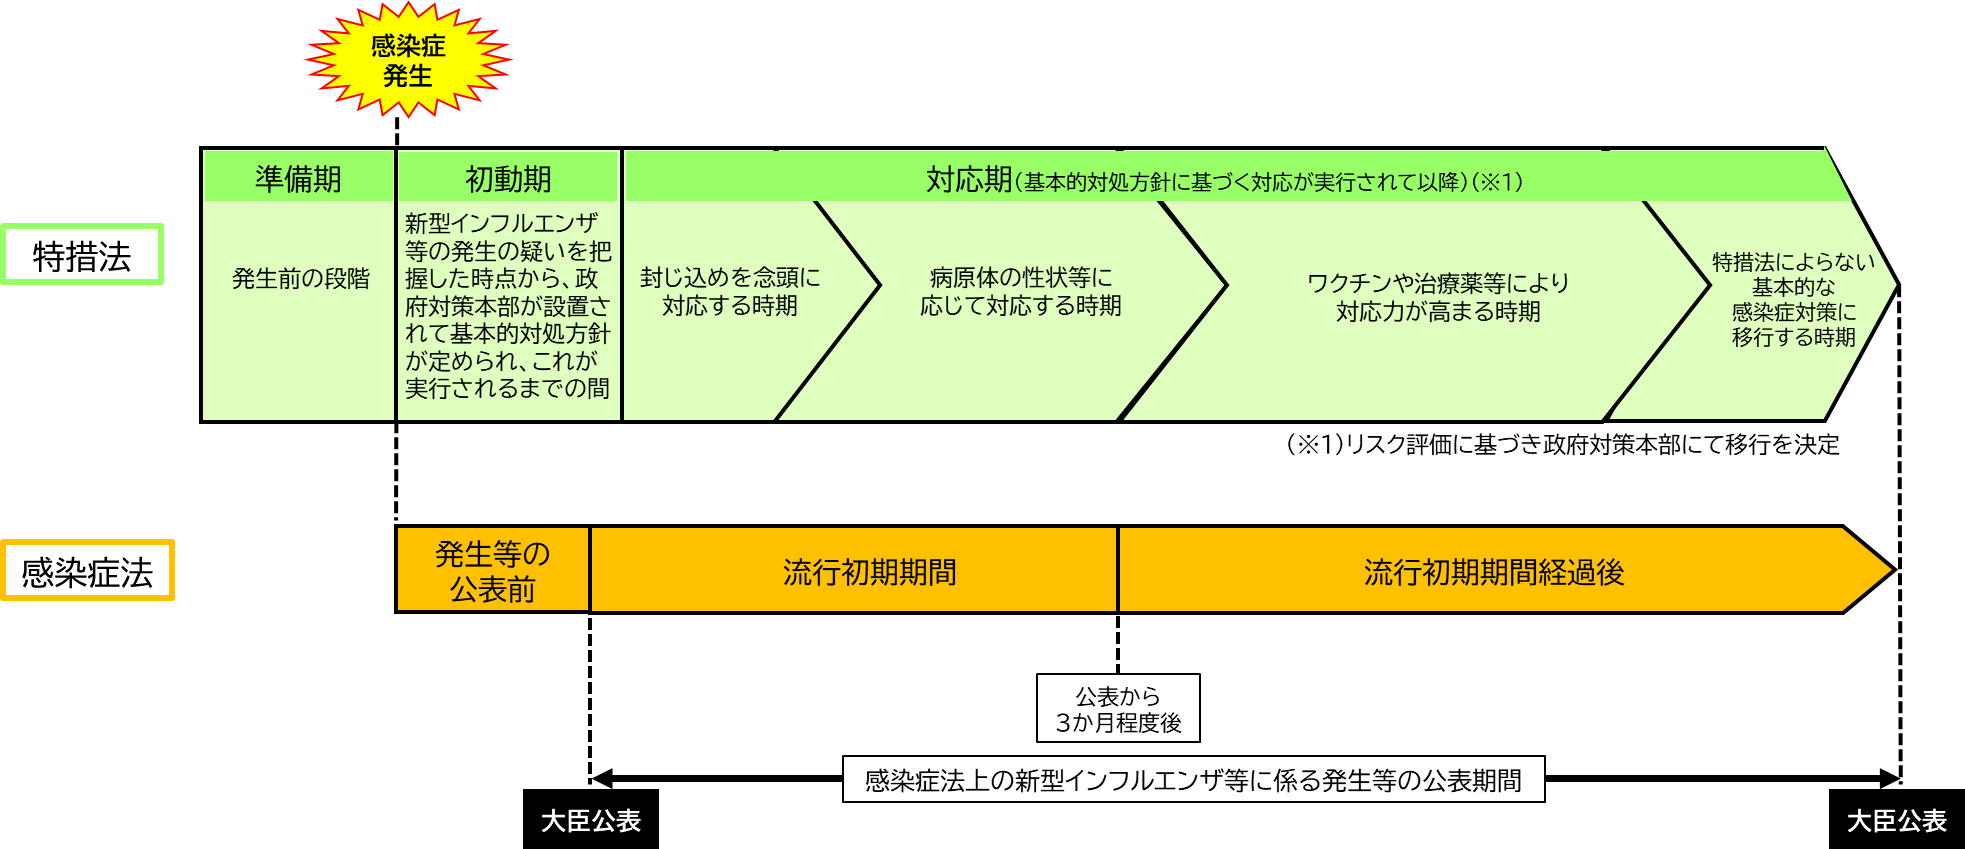 感染症
発生
準備期
初動期
対応期（基本的対処方針に基づく対応が実行されて以降）（※1）
特措法
発生前の段階
新型インフルエンザ
等の発生の疑いを把
握した時点から、政
府対策本部が設置さ
れて基本的対処方針
が定められ、これが
実行されるまでの間
封じ込めを念頭に
対応する時期
病原体の性状等に
応じて対応する時期
ワクチンや治療薬等により
対応力が高まる時期
特措法によらない
基本的な
感染症対策に
移行する時期
（※1）リスク評価に基づき政府対策本部にて移行を決定
感染症法
発生等の
公表前
流行初期期間
流行初期期間経過後
公表から
３か月程度後
感染症法上の新型インフルエンザ等に係る発生等の公表期間
大臣公表
大臣公表